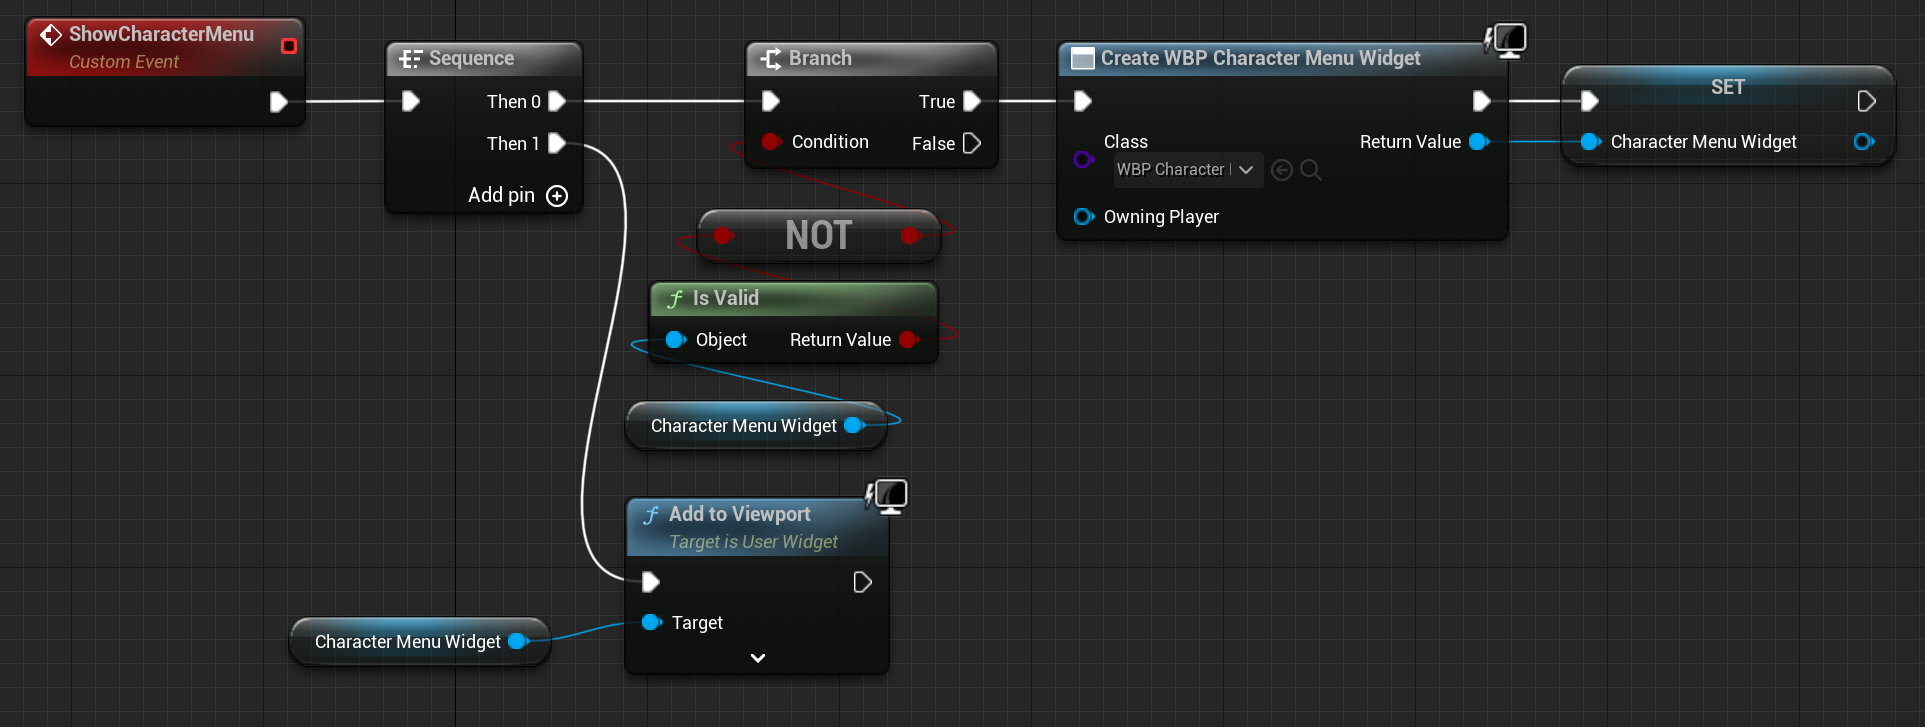 ShowCharacterMenu
Custom Event
Sequence
Then 0
Then 1
Add pin
Branch
True
Condition
False
NOT
Is Valid
Object
Return Value
Character Menu Widget
Create WBP Character Menu Widget
Class
Return Value
WBP Character
Owning Player
SET
Character Menu Widget
Add to Viewport
Target is User Widget
Target
Character Menu Widget